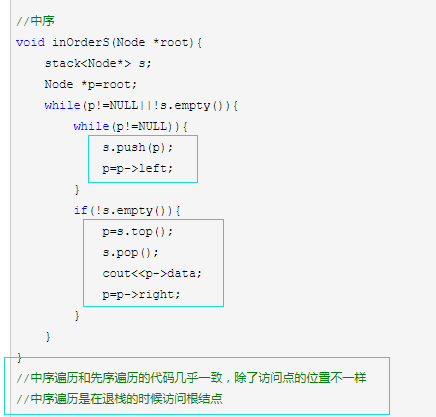 //中序
void inOrderS(Node *root){
stack<Node*> s;
Node *p=root;
while(p!=NULL||!s.empty()){
while(p!=NULL)){
s.push(p);
p=p->left;
}
if(!s.empty()){
p=s.top();
s.pop();
cout<<p->data;
p=p->right;
}
}
}
//中序遍历和先序遍历的代码几乎一致，除了访问点的位置不一样
//中序遍历是在退栈的时候访问根结点